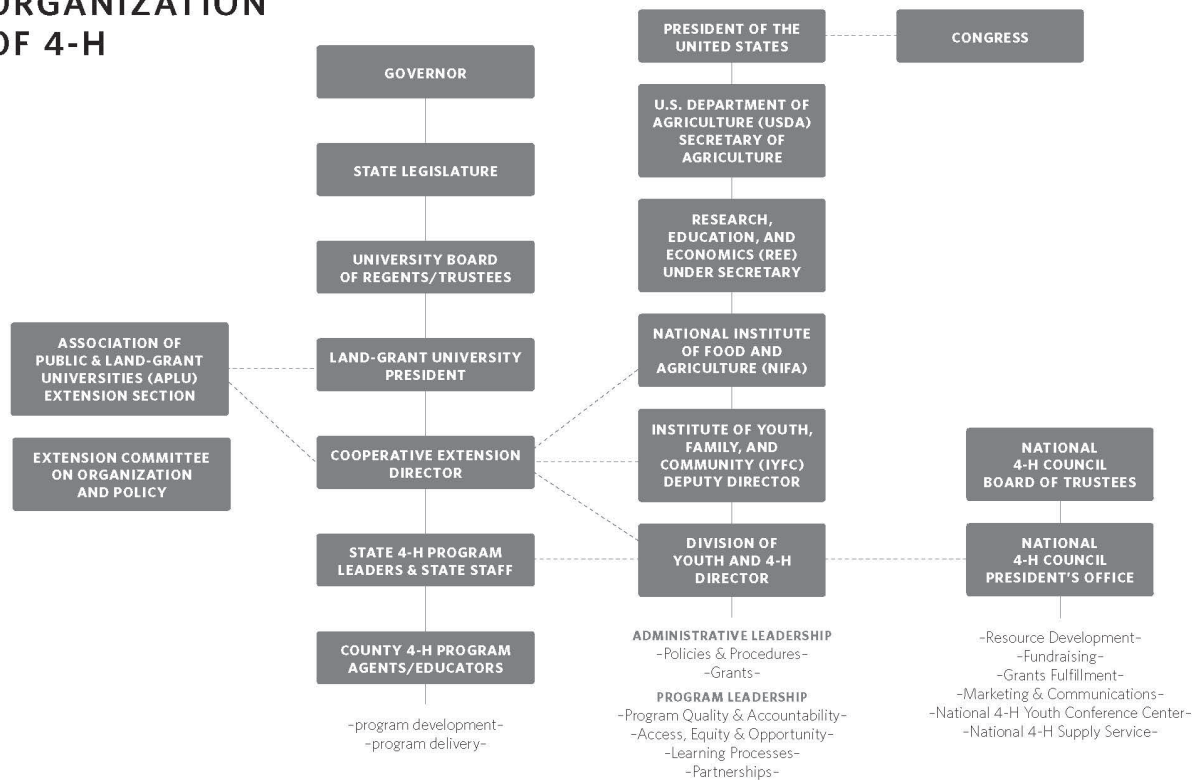 ORGANIZATION
OF 4-H
GOVERNOR
STATE LEGISLATURE
UNIVERSITY BOARD
OF REGENTS/TRUSTEES
LAND-GRANT UNIVERSITY
PRESIDENT
COOPERATIVE EXTENSION
DIRECTOR
STATE 4-H PROGRAM
LEADERS & STATE STAFF
COUNTY 4-H PROGRAM
AGENTS/EDUCATORS
–program development–
–program delivery–
ASSOCIATION OF
PUBLIC & LAND-GRANT
UNIVERSITIES (APLU)
EXTENSION SECTION
EXTENSION COMMITTEE
ON ORGANIZATION
AND POLICY
PRESIDENT OF THE
UNITED STATES
CONGRESS
U.S. DEPARTMENT OF
AGRICULTURE (USDA)
SECRETARY OF
AGRICULTURE
RESEARCH,
EDUCATION, AND
ECONOMICS (REE)
UNDER SECRETARY
NATIONAL INSTITUTE
OF FOOD AND
AGRICULTURE (NIFA)
INSTITUTE OF YOUTH,
FAMILY, AND
COMMUNITY (IYFC)
DEPUTY DIRECTOR
DIVISION OF
YOUTH AND 4-H
DIRECTOR
ADMINISTRATIVE LEADERSHIP
–Policies & Procedures–
–Grants–
PROGRAM LEADERSHIP
–Program Quality & Accountability–
–Access, Equity & Opportunity–
–Learning Processes–
–Partnerships–
NATIONAL
4-H COUNCIL
BOARD OF TRUSTEES
NATIONAL
4-H COUNCIL
PRESIDENT'S OFFICE
–Resource Development–
–Fundraising–
–Grants Fulfillment–
–Marketing & Communications–
–National 4-H Youth Conference Center–
–National 4-H Supply Service–